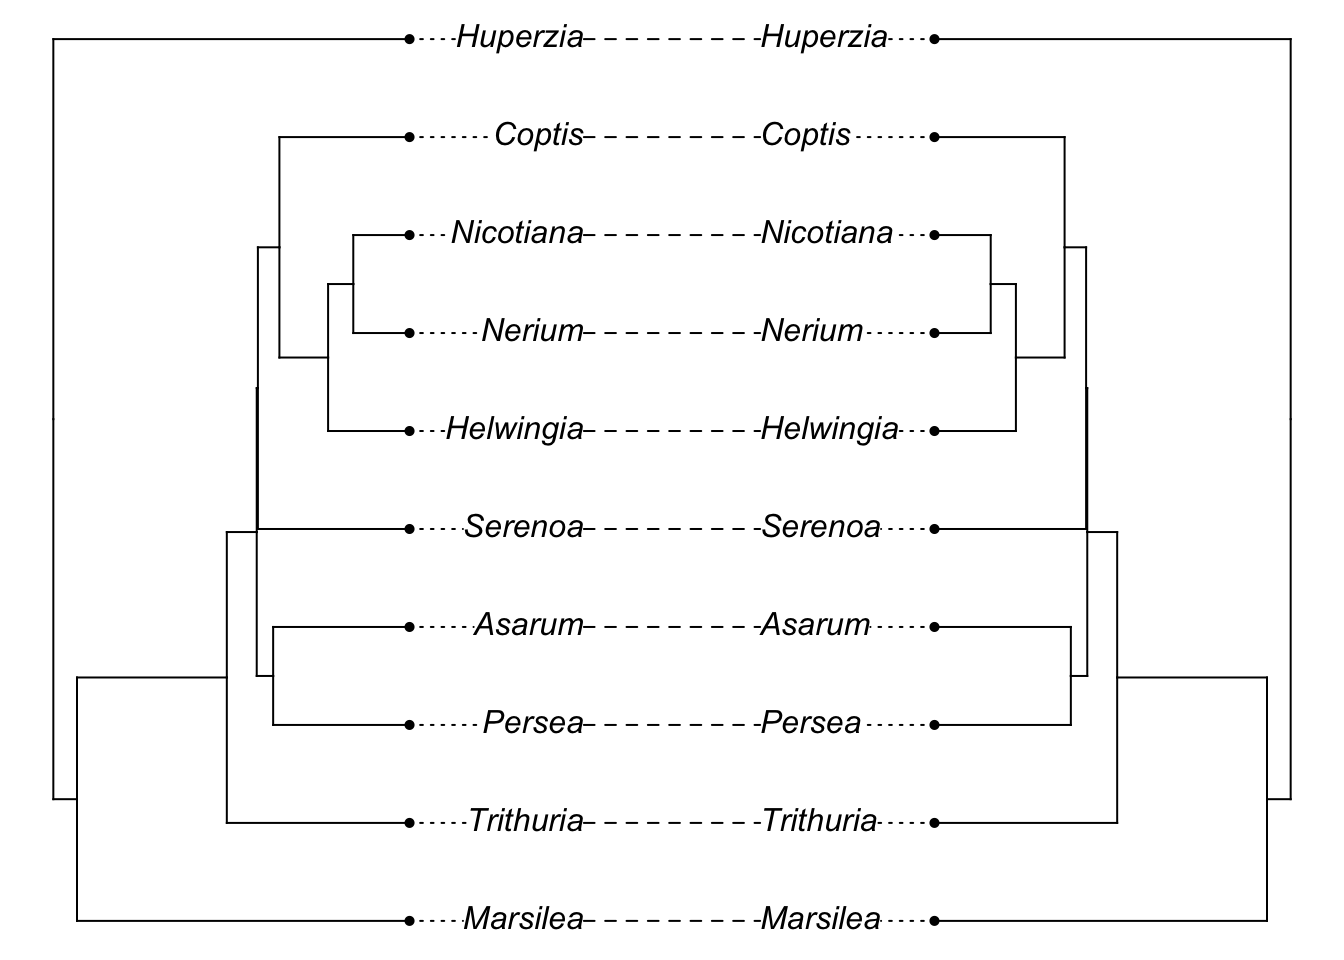 Huperzia Huperzia
Coptis Coptis
Nicotiana Nicotiana
Nerium Nerium
Helwingia Helwingia
Serenoa Serenoa
Asarum Asarum
Persea Persea
Trithuria Trithuria
Marsilea Marsilea